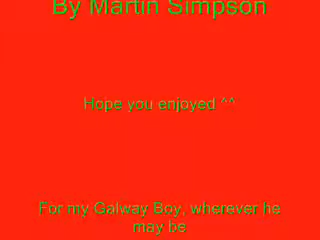 By Martin Simpson
Hope you enjoyed ^^
For my Galway Boy, wherever he
may be